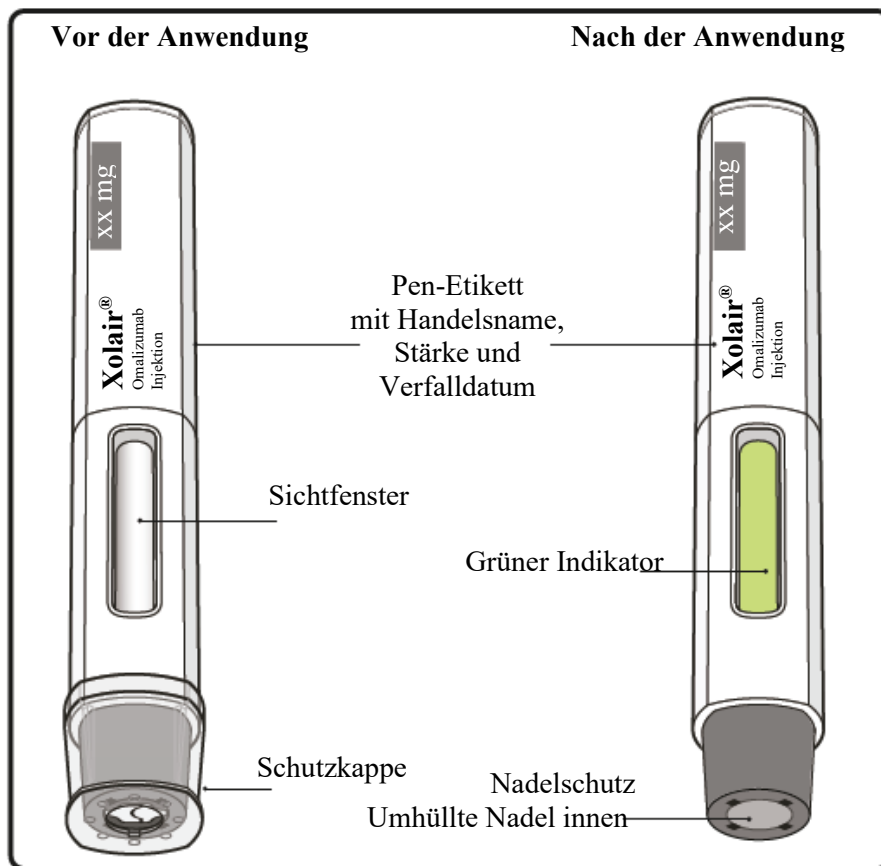 Vor der Anwendung
Nach der Anwendung
xx mg
Xolair®
Omalizumab
Injektion
Pen-Etikett
mit Handelsname,
Stärke und
Verfalldatum
xx mg
Xolair®
Omalizumab
Injektion
Sichtfenster
Grüner Indikator
Schutzkappe
Nadelschutz
Umhüllte Nadel innen